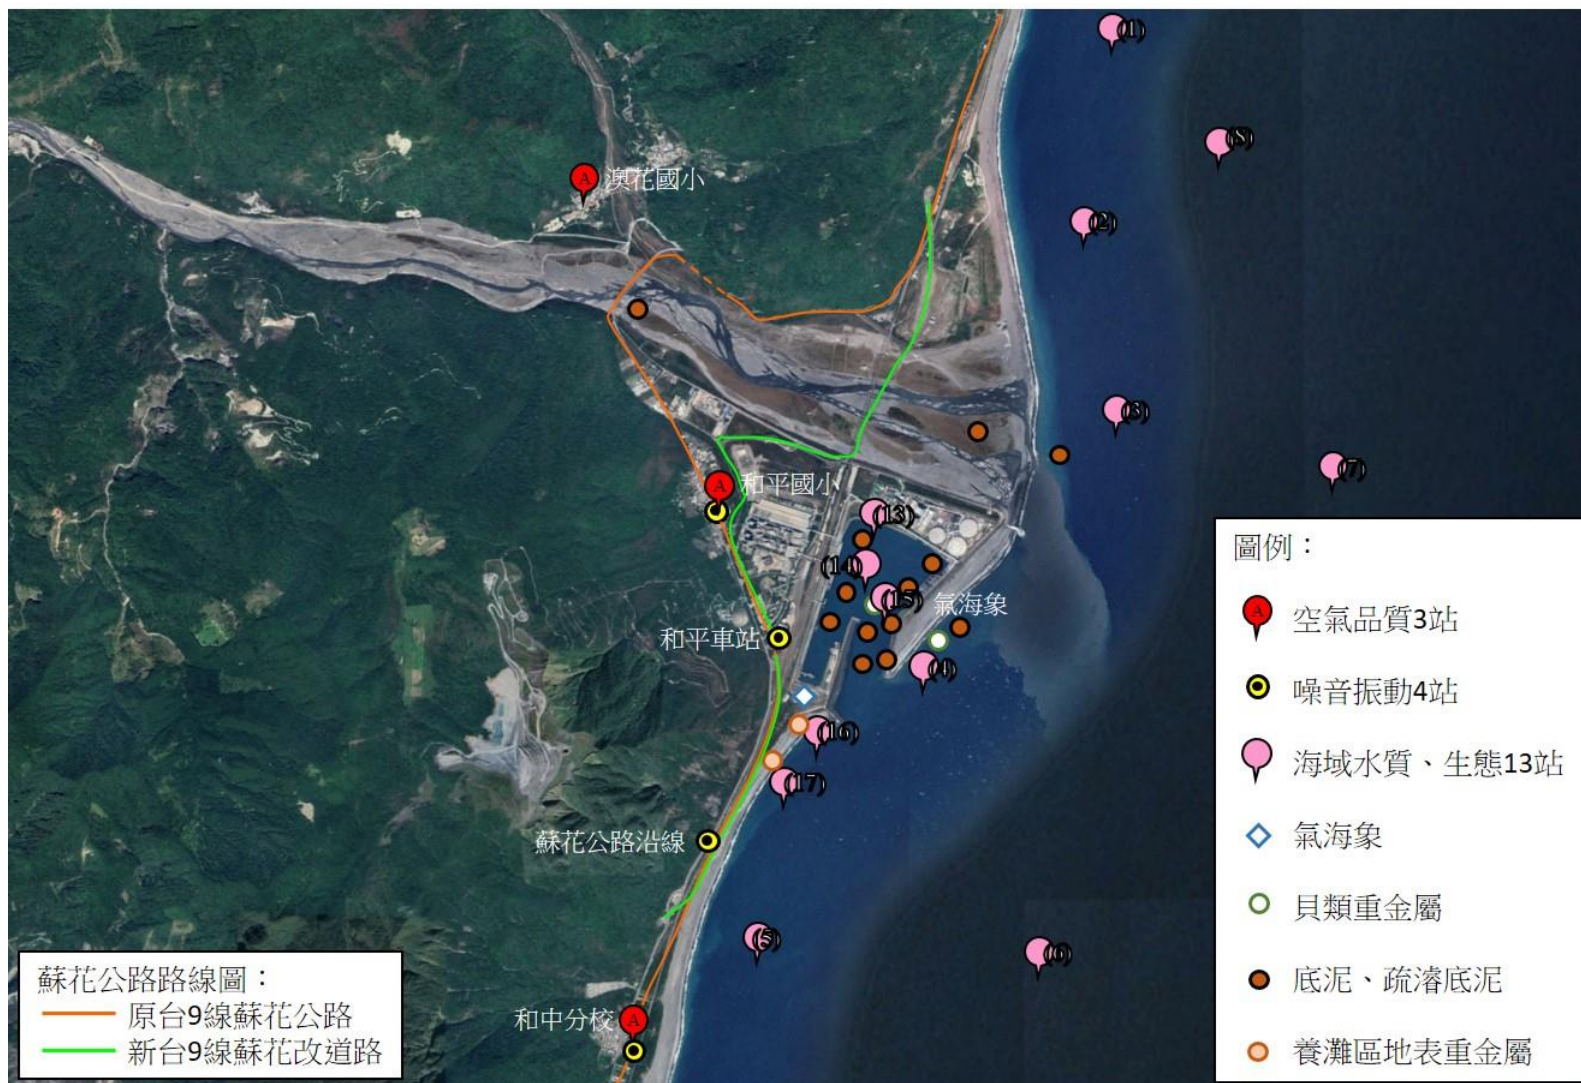 (1)
(8)
A 澳花國小
(2)
(3)
(7)
A 和平國小
(13)
(14)
(15)
氣海象
和平車站
(4)
(16)
(17)
蘇花公路沿線
(5)
(6)
A
和中分校
圖例：
A 空氣品質3站
噪音振動4站
海域水質、生態13站
氣海象
貝類重金屬
底泥、疏濬底泥
養灘區地表重金屬
蘇花公路路線圖：
原台9線蘇花公路
新台9線蘇花改道路